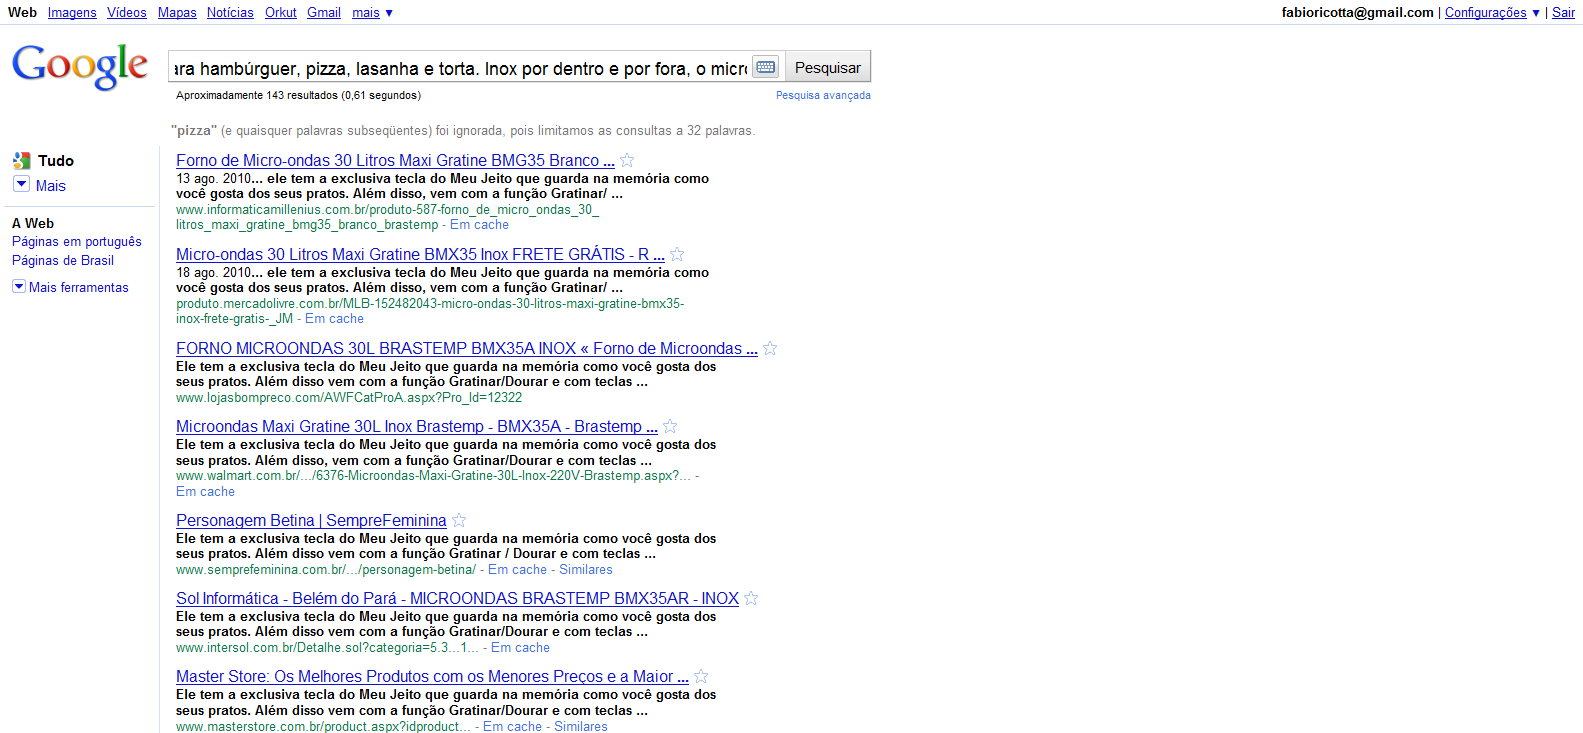 Web Imagens Vídeos Mapas Notícias Orkut Gmail mais ▼
fabioricotta@gmail.com | Configurações ▼ | Sair
Google
ara hambúrguer, pizza, lasanha e torta. Inox por dentro e por fora, o micro
Pesquisar
Aproximadamente 143 resultados (0,61 segundos)
Pesquisa avançada
"pizza" (e quaisquer palavras subseqüentes) foi ignorada, pois limitamos as consultas a 32 palavras.
Tudo
Mais
A Web
Páginas em português
Páginas de Brasil
Mais ferramentas
Forno de Micro-ondas 30 Litros Maxi Gratine BMG35 Branco ...
13 ago. 2010... ele tem a exclusiva tecla do Meu Jeito que guarda na memória como
você gosta dos seus pratos. Além disso, vem com a função Gratinar/ ...
www.informaticamillenius.com.br/produto-587-forno_de_micro_ondas_30_
litros_maxi_gratine_bmg35_branco_brastemp - Em cache
Micro-ondas 30 Litros Maxi Gratine BMX35 Inox FRETE GRÁTIS - R ...
18 ago. 2010... ele tem a exclusiva tecla do Meu Jeito que guarda na memória como
você gosta dos seus pratos. Além disso, vem com a função Gratinar/ ...
produto.mercadolivre.com.br/MLB-152482043-micro-ondas-30-litros-maxi-gratine-bmx35-
inox-frete-gratis-_JM - Em cache
FORNO MICROONDAS 30L BRASTEMP BMX35A INOX « Forno de Microondas ...
Ele tem a exclusiva tecla do Meu Jeito que guarda na memória como você gosta dos
seus pratos. Além disso vem com a função Gratinar/Dourar e com teclas ...
www.lojasbompreco.com/AWFCatProA.aspx?Pro_Id=12322
Microondas Maxi Gratine 30L Inox Brastemp - BMX35A - Brastemp ...
Ele tem a exclusiva tecla do Meu Jeito que guarda na memória como você gosta dos
seus pratos. Além disso, vem com a função Gratinar/Dourar e com teclas ...
www.walmart.com.br/.../6376-Microondas-Maxi-Gratine-30L-Inox-220V-Brastemp.aspx?... -
Em cache
Personagem Betina | SempreFeminina
Ele tem a exclusiva tecla do Meu Jeito que guarda na memória como você gosta dos
seus pratos. Além disso vem com a função Gratinar / Dourar e com teclas ...
www.semprefeminina.com.br/.../personagem-betina/ - Em cache - Similares
Sol Informática - Belém do Pará - MICROONDAS BRASTEMP BMX35AR - INOX
Ele tem a exclusiva tecla do Meu Jeito que guarda na memória como você gosta dos
seus pratos. Além disso vem com a função Gratinar/Dourar e com teclas ...
www.intersol.com.br/Detalhe.sol?categoria=5.3...1... - Em cache
Master Store: Os Melhores Produtos com os Menores Preços e a Maior ...
Ele tem a exclusiva tecla do Meu Jeito que guarda na memória como você gosta dos
seus pratos. Além disso vem com a função Gratinar/Dourar e com teclas ...
www.masterstore.com.br/product.aspx?idproduct... - Em cache - Similares